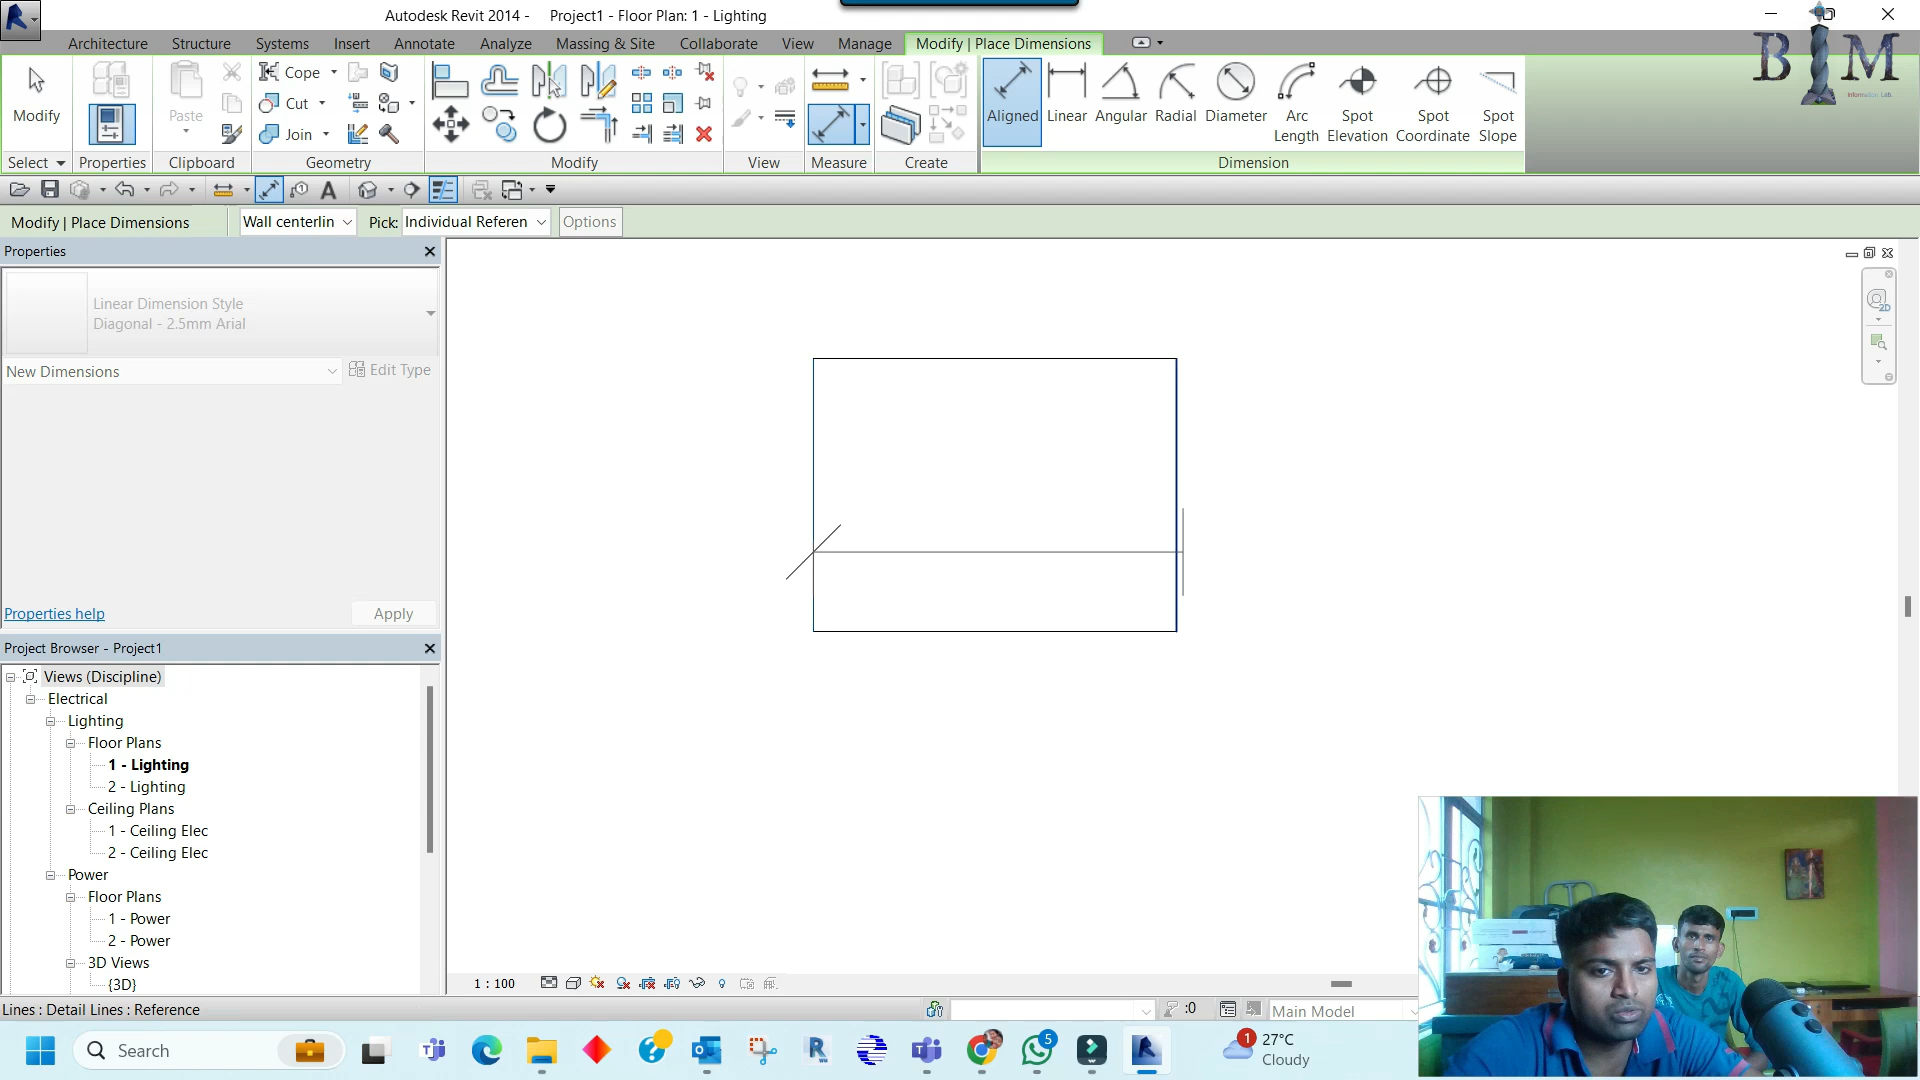 Autodesk Revit 2014 - Project1 - Floor Plan: 1 - Lighting
Architecture Structure Systems Insert Annotate Analyze Massing & Site Collaborate View Manage Modify | Place Dimensions
BIM
Information-Lab.
Modify
Paste
Cope
Cut
Join
Aligned Linear Angular Radial Diameter Arc Length Spot Elevation Spot Coordinate Spot Slope
Select Properties Clipboard Geometry Modify View Measure Create Dimension
Modify | Place Dimensions Wall centerlin Pick: Individual Referen Options
Properties
Linear Dimension Style
Diagonal - 2.5mm Arial
New Dimensions Edit Type
Properties help Apply
Project Browser - Project1
Views (Discipline)
Electrical
Lighting
Floor Plans
1 - Lighting
2 - Lighting
Ceiling Plans
1 - Ceiling Elec
2 - Ceiling Elec
Power
Floor Plans
1 - Power
2 - Power
3D Views
{3D}
2D
1 : 100
Lines : Detail Lines : Reference
:0
Main Model
Search
5
1
27°C
Cloudy